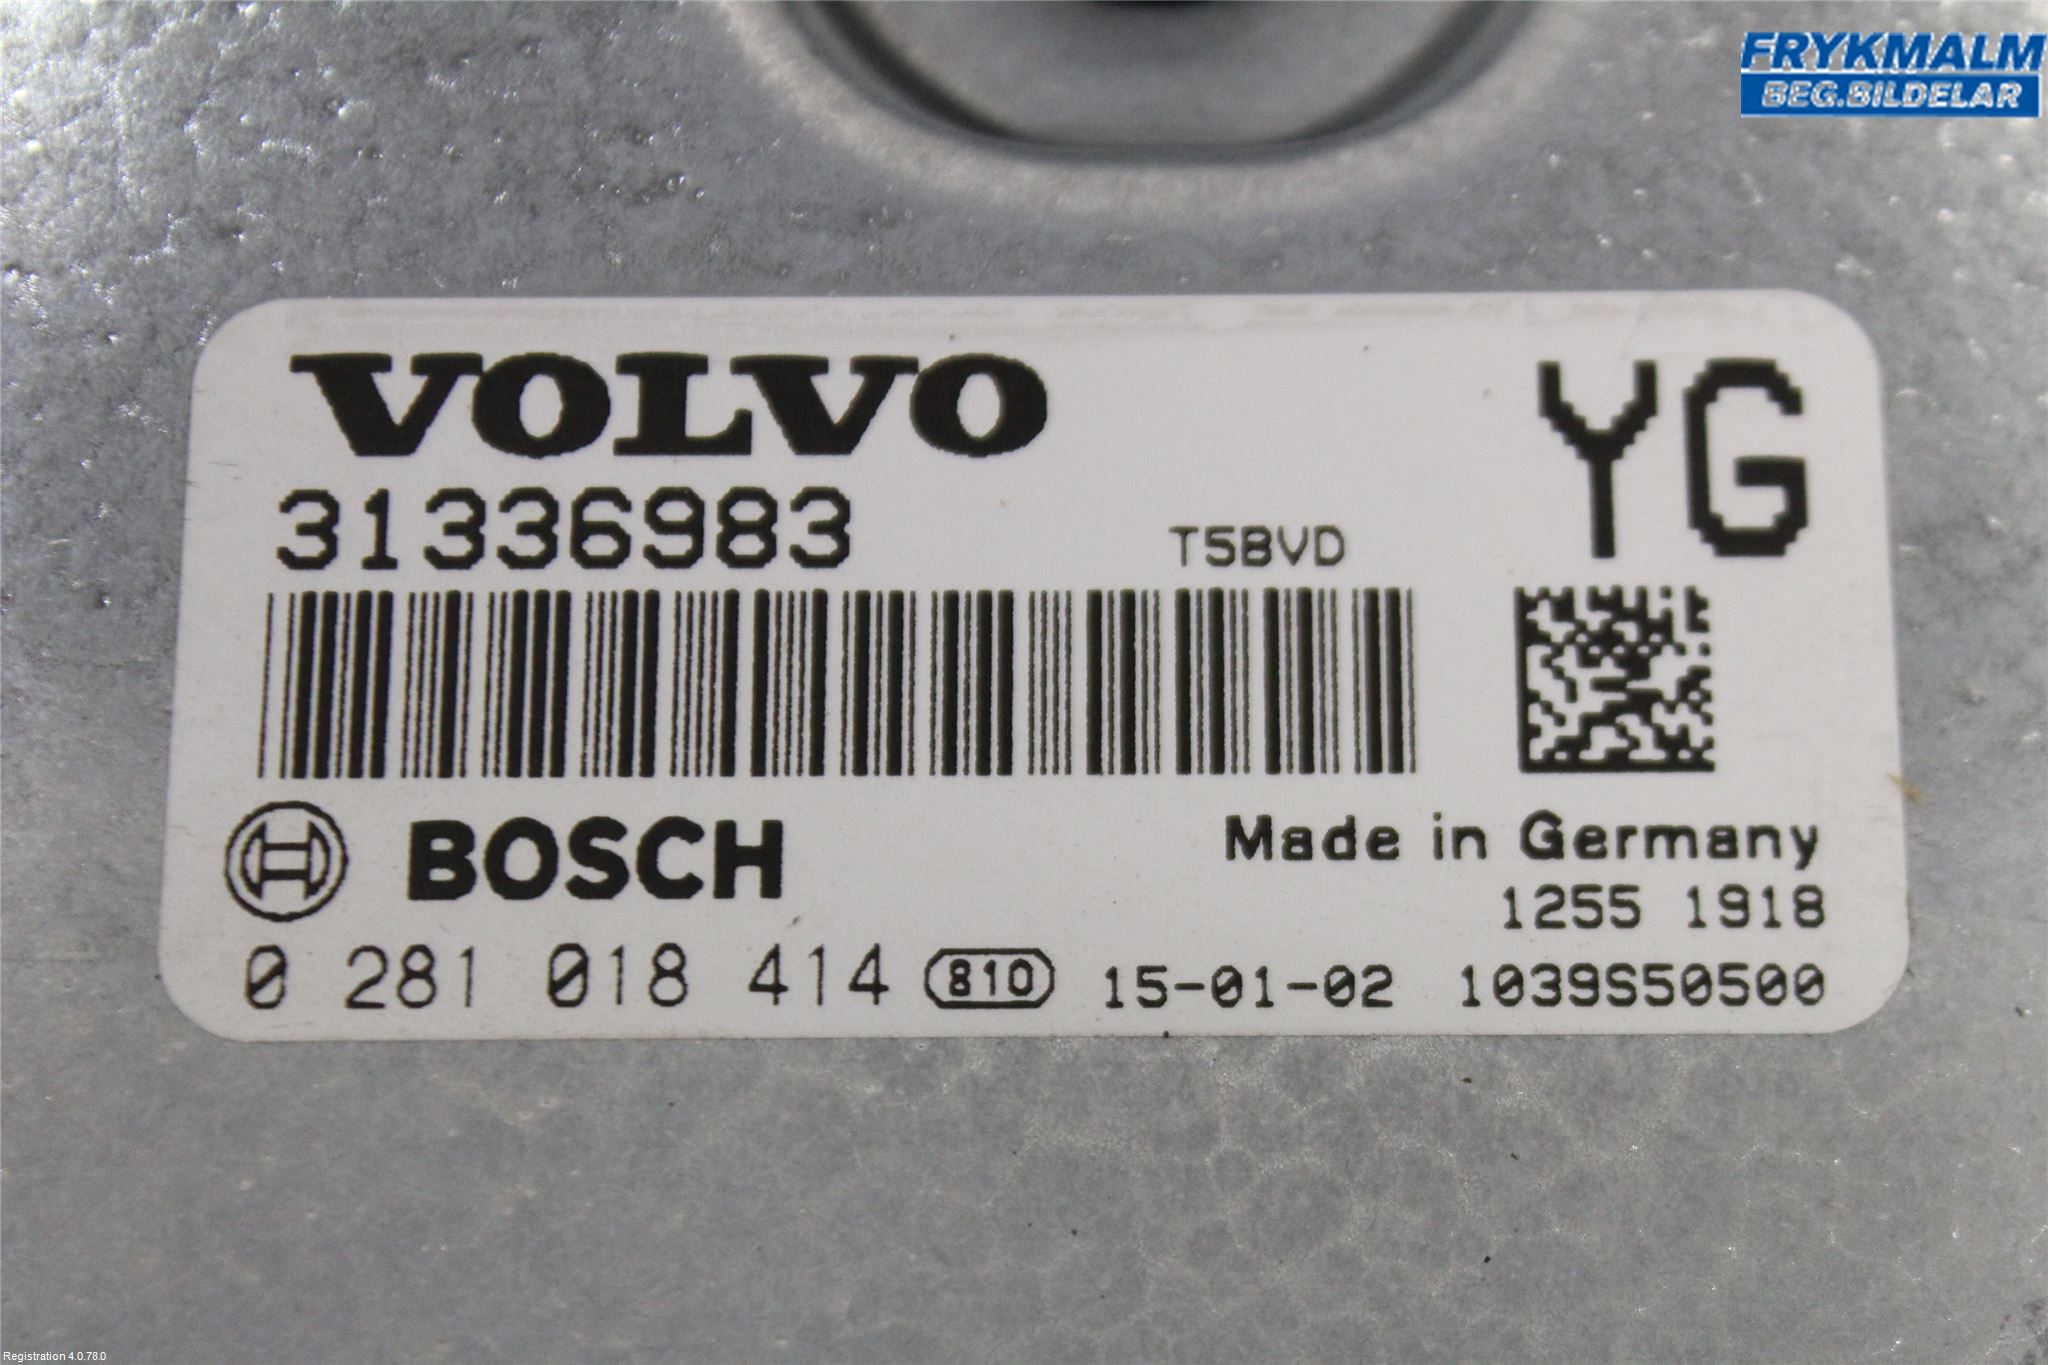 FRYKMALM
BEG.BILDELAR
VOLVO
YG
31336983
T5BVD
BOSCH
Made in Germany
1255 1918
0 281 018 414 810 15-01-02 1039S50500
Registration 4.0.78.0